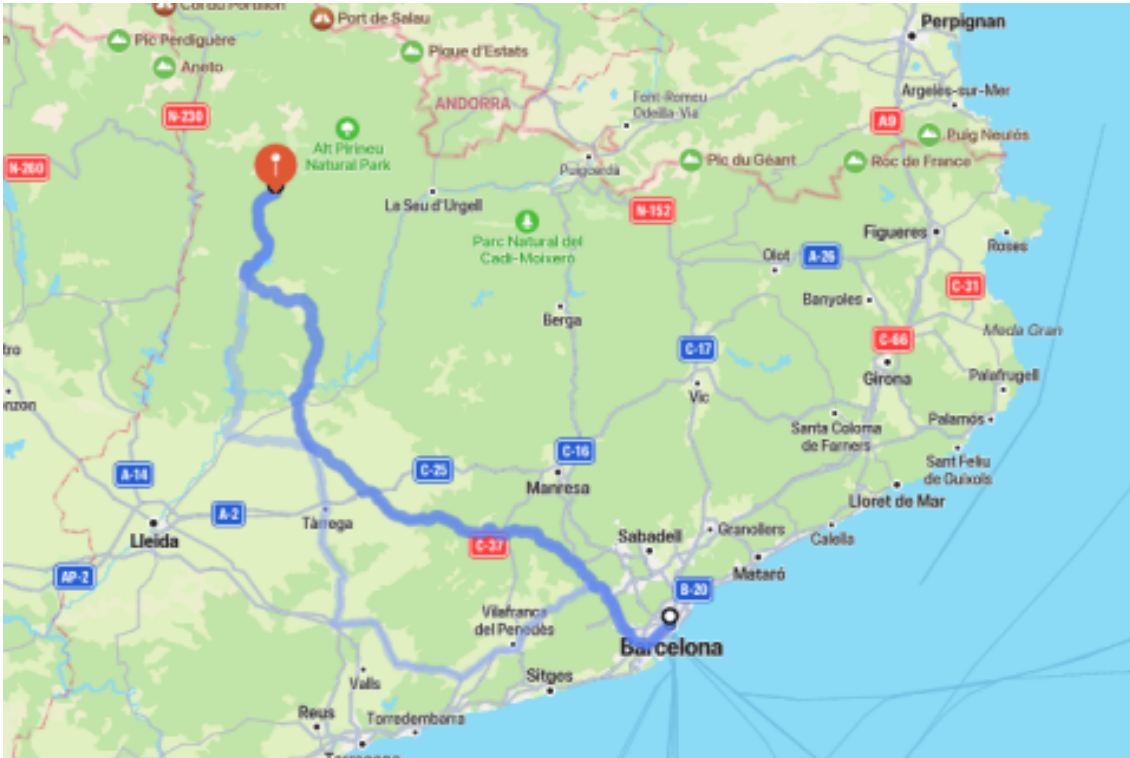 Port de Salau
Perpignan
Pic Perdiguère
Pique d'Estats
Aneto
Font-Romeu
Odeilla-Via
Argelès-sur-Mer
ANDORRA
N-230
A9
Puig Neulós
Alt Pirineu
Natural Park
N-260
Puigcerdà
Pic du Géant
Roc de France
La Seu d'Urgell
N-152
Parc Natural del
Cadí-Moixeró
Figueres
Roses
Olot
A-26
C-31
Banyoles
Berga
Meda Gran
C-17
C-66
Girona
Palafrugell
Vic
Santa Coloma
de Farners
Palamós
C-16
C-25
A-14
Sant Feliu
de Guíxols
Manresa
Lloret de Mar
A-2
Tàrrega
Lleida
Sabadell
Granollers
Calella
C-37
Mataró
AP-2
B-20
Vilafranca
del Penedès
Barcelona
Sitges
Valls
Reus
Torredembarra